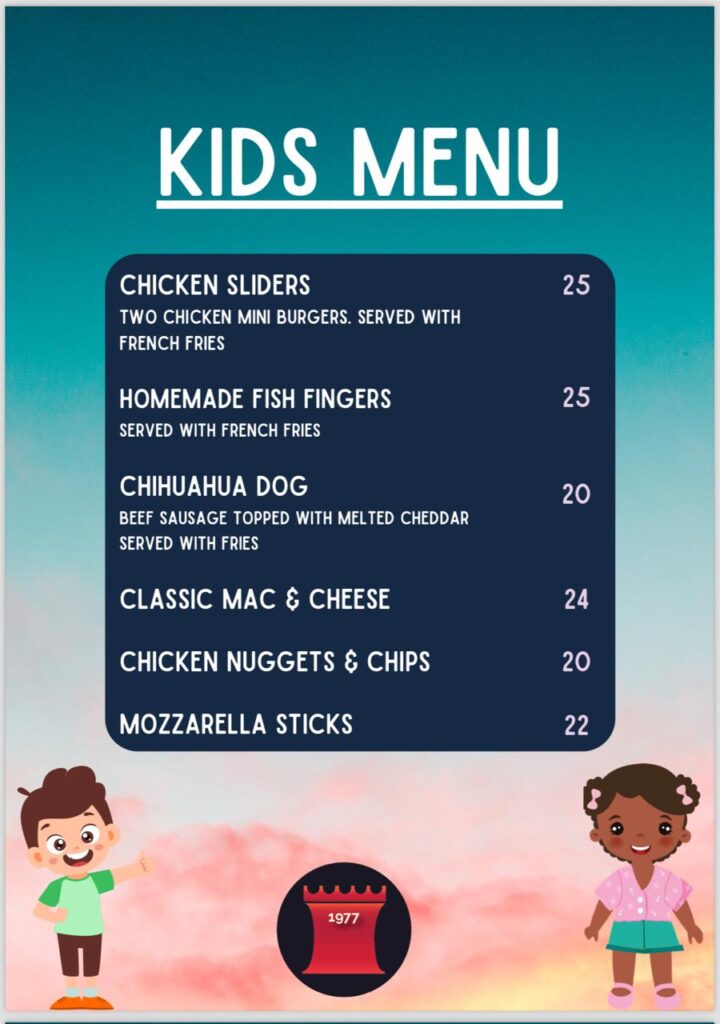 KIDS MENU
CHICKEN SLIDERS 25
TWO CHICKEN MINI BURGERS. SERVED WITH
FRENCH FRIES
HOMEMADE FISH FINGERS 25
SERVED WITH FRENCH FRIES
CHIHUAHUA DOG 20
BEEF SAUSAGE TOPPED WITH MELTED CHEDDAR
SERVED WITH FRIES
CLASSIC MAC & CHEESE 24
CHICKEN NUGGETS & CHIPS 20
MOZZARELLA STICKS 22
1977